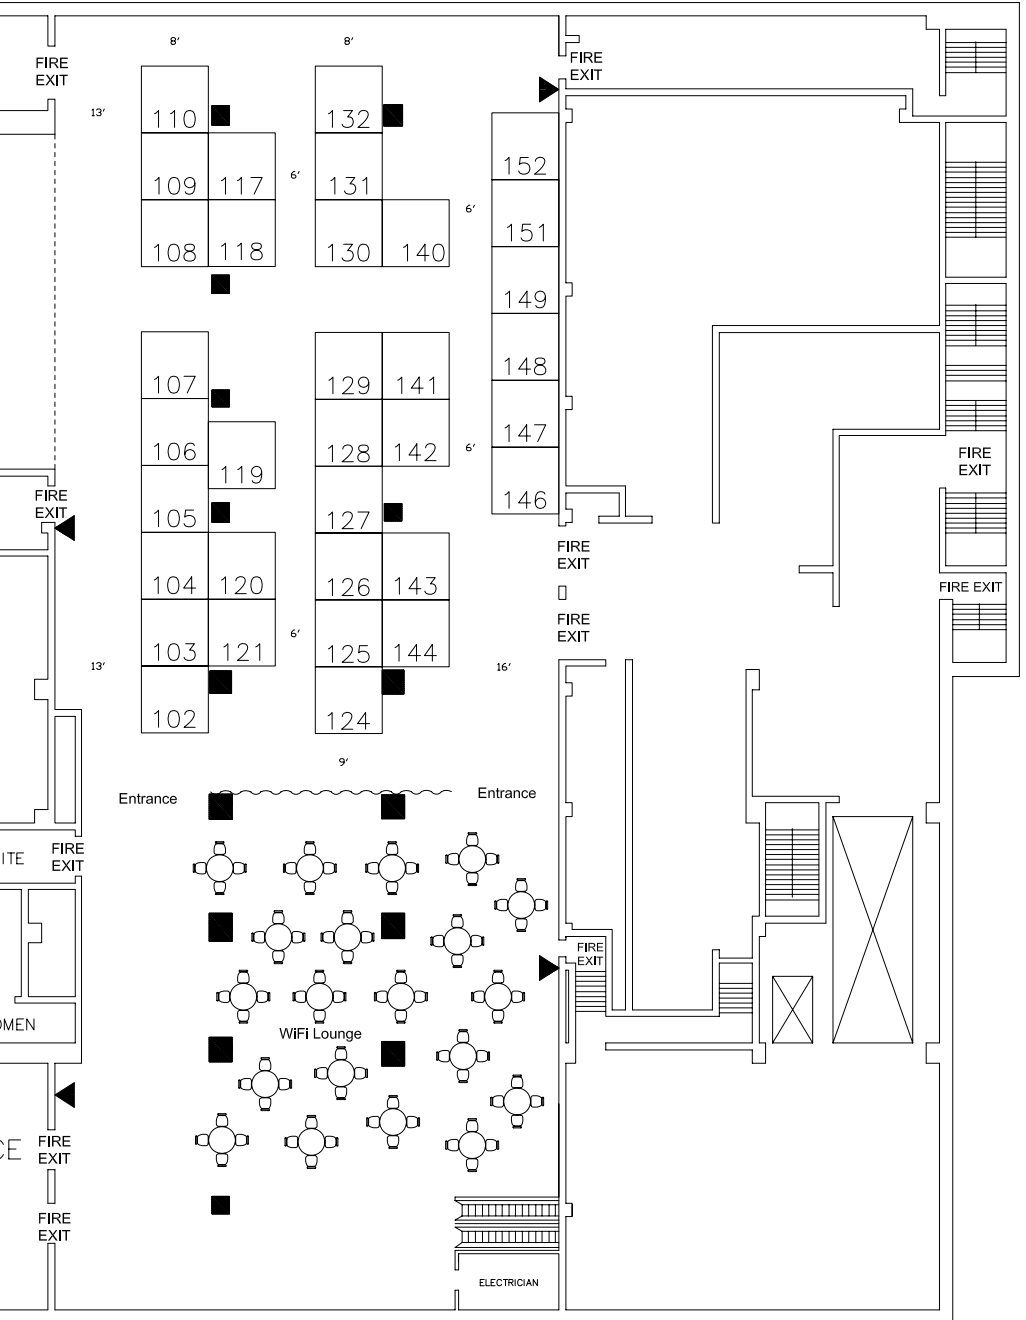 8'
8'
FIRE
EXIT
FIRE
EXIT
13'
110
132
152
109
117
6'
131
6'
151
108
118
130
140
149
148
107
129
141
147
106
119
128
142
6'
FIRE
EXIT
146
FIRE
EXIT
105
127
FIRE
EXIT
104
120
126
143
FIRE EXIT
FIRE
EXIT
6'
103
121
125
144
13'
16'
102
124
9'
Entrance
Entrance
ITE
FIRE
EXIT
FIRE
EXIT
OMEN
WiFi Lounge
CE
FIRE
EXIT
FIRE
EXIT
ELECTRICIAN